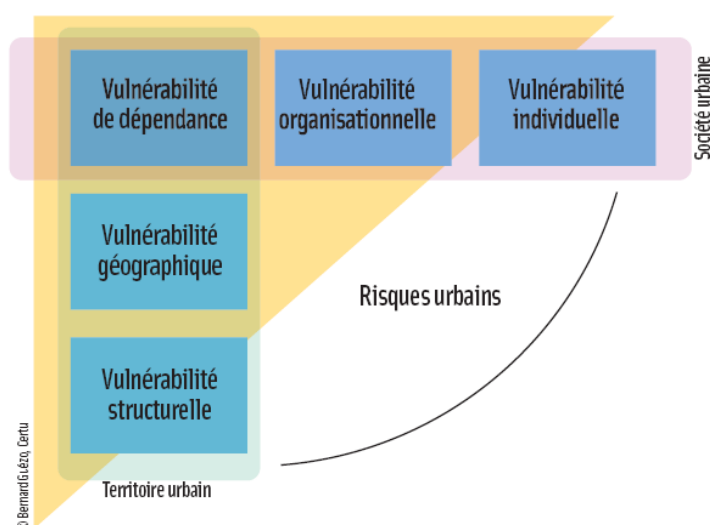 Vulnérabilité
de dépendance
Vulnérabilité
organisationnelle
Vulnérabilité
individuelle
Société urbaine
Vulnérabilité
géographique
Risques urbains
Vulnérabilité
structurelle
Territoire urbain
© Bernard Guézo, Certu